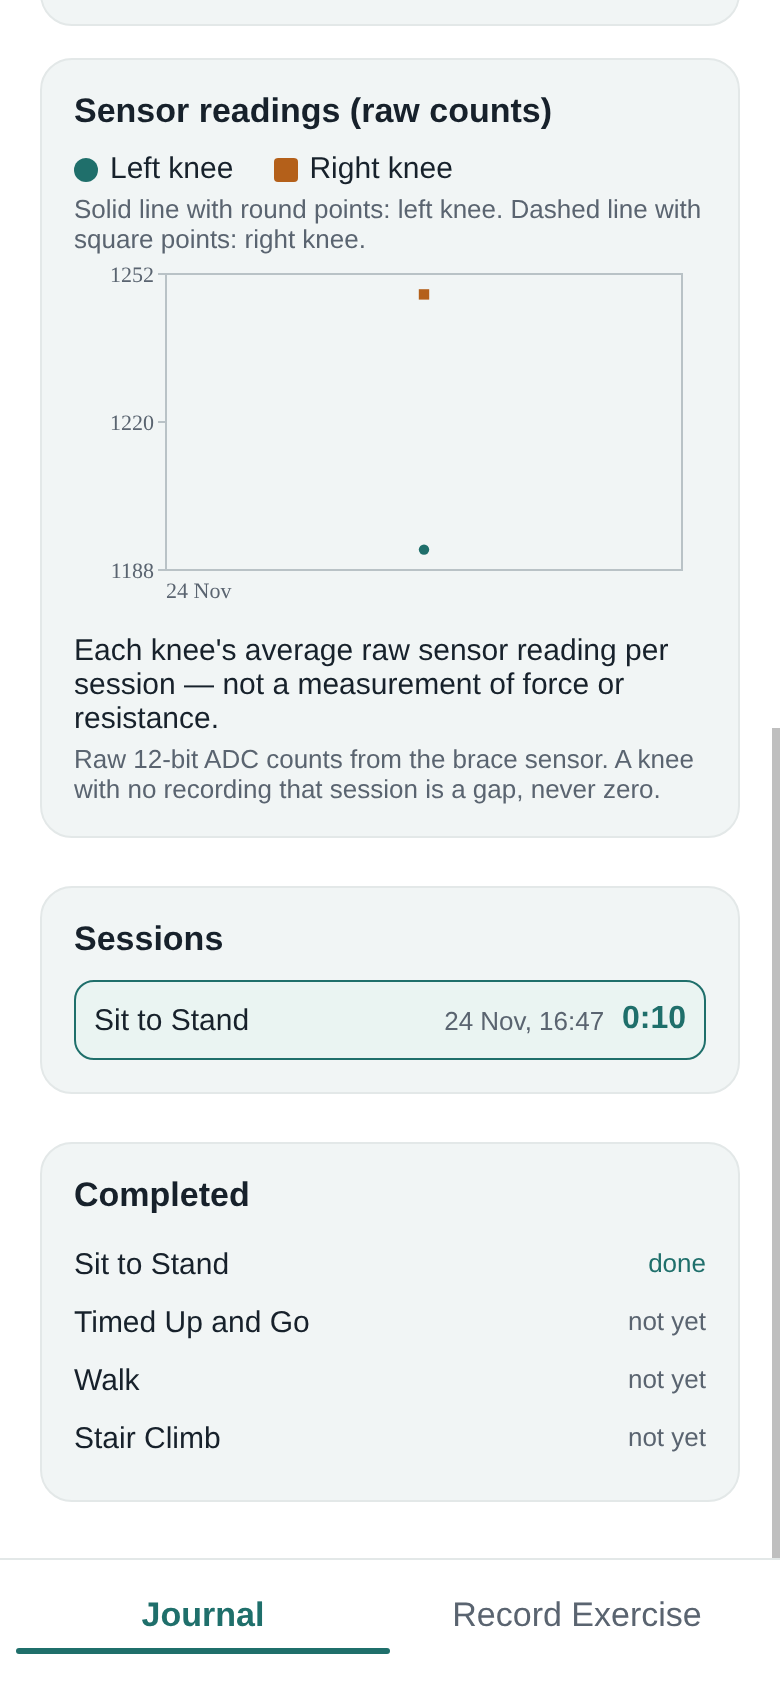 Sensor readings (raw counts)
Left knee Right knee
Solid line with round points: left knee. Dashed line with
square points: right knee.
1252
1220
1188
24 Nov
Each knee's average raw sensor reading per
session — not a measurement of force or
resistance.
Raw 12-bit ADC counts from the brace sensor. A knee
with no recording that session is a gap, never zero.
Sessions
Sit to Stand 24 Nov, 16:47 0:10
Completed
Sit to Stand done
Timed Up and Go not yet
Walk not yet
Stair Climb not yet
Journal Record Exercise